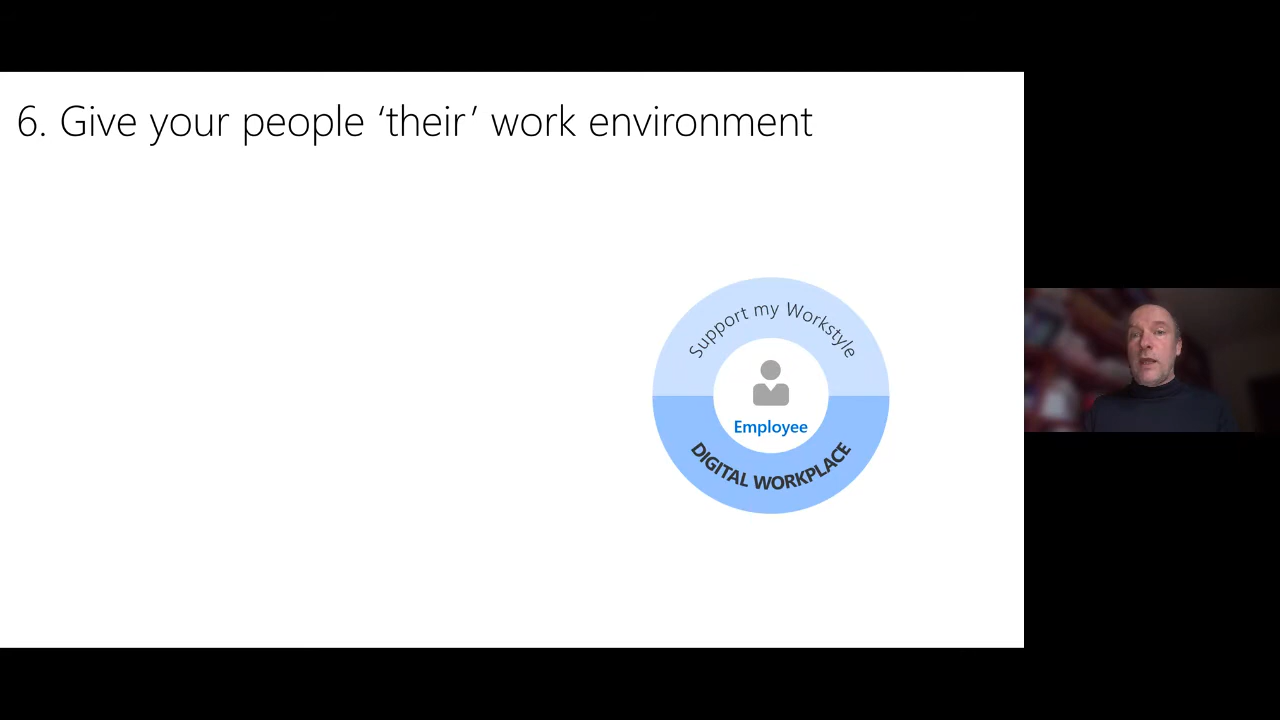 6. Give your people ‘their’ work environment
Support my Workstyle
Employee
DIGITAL WORKPLACE